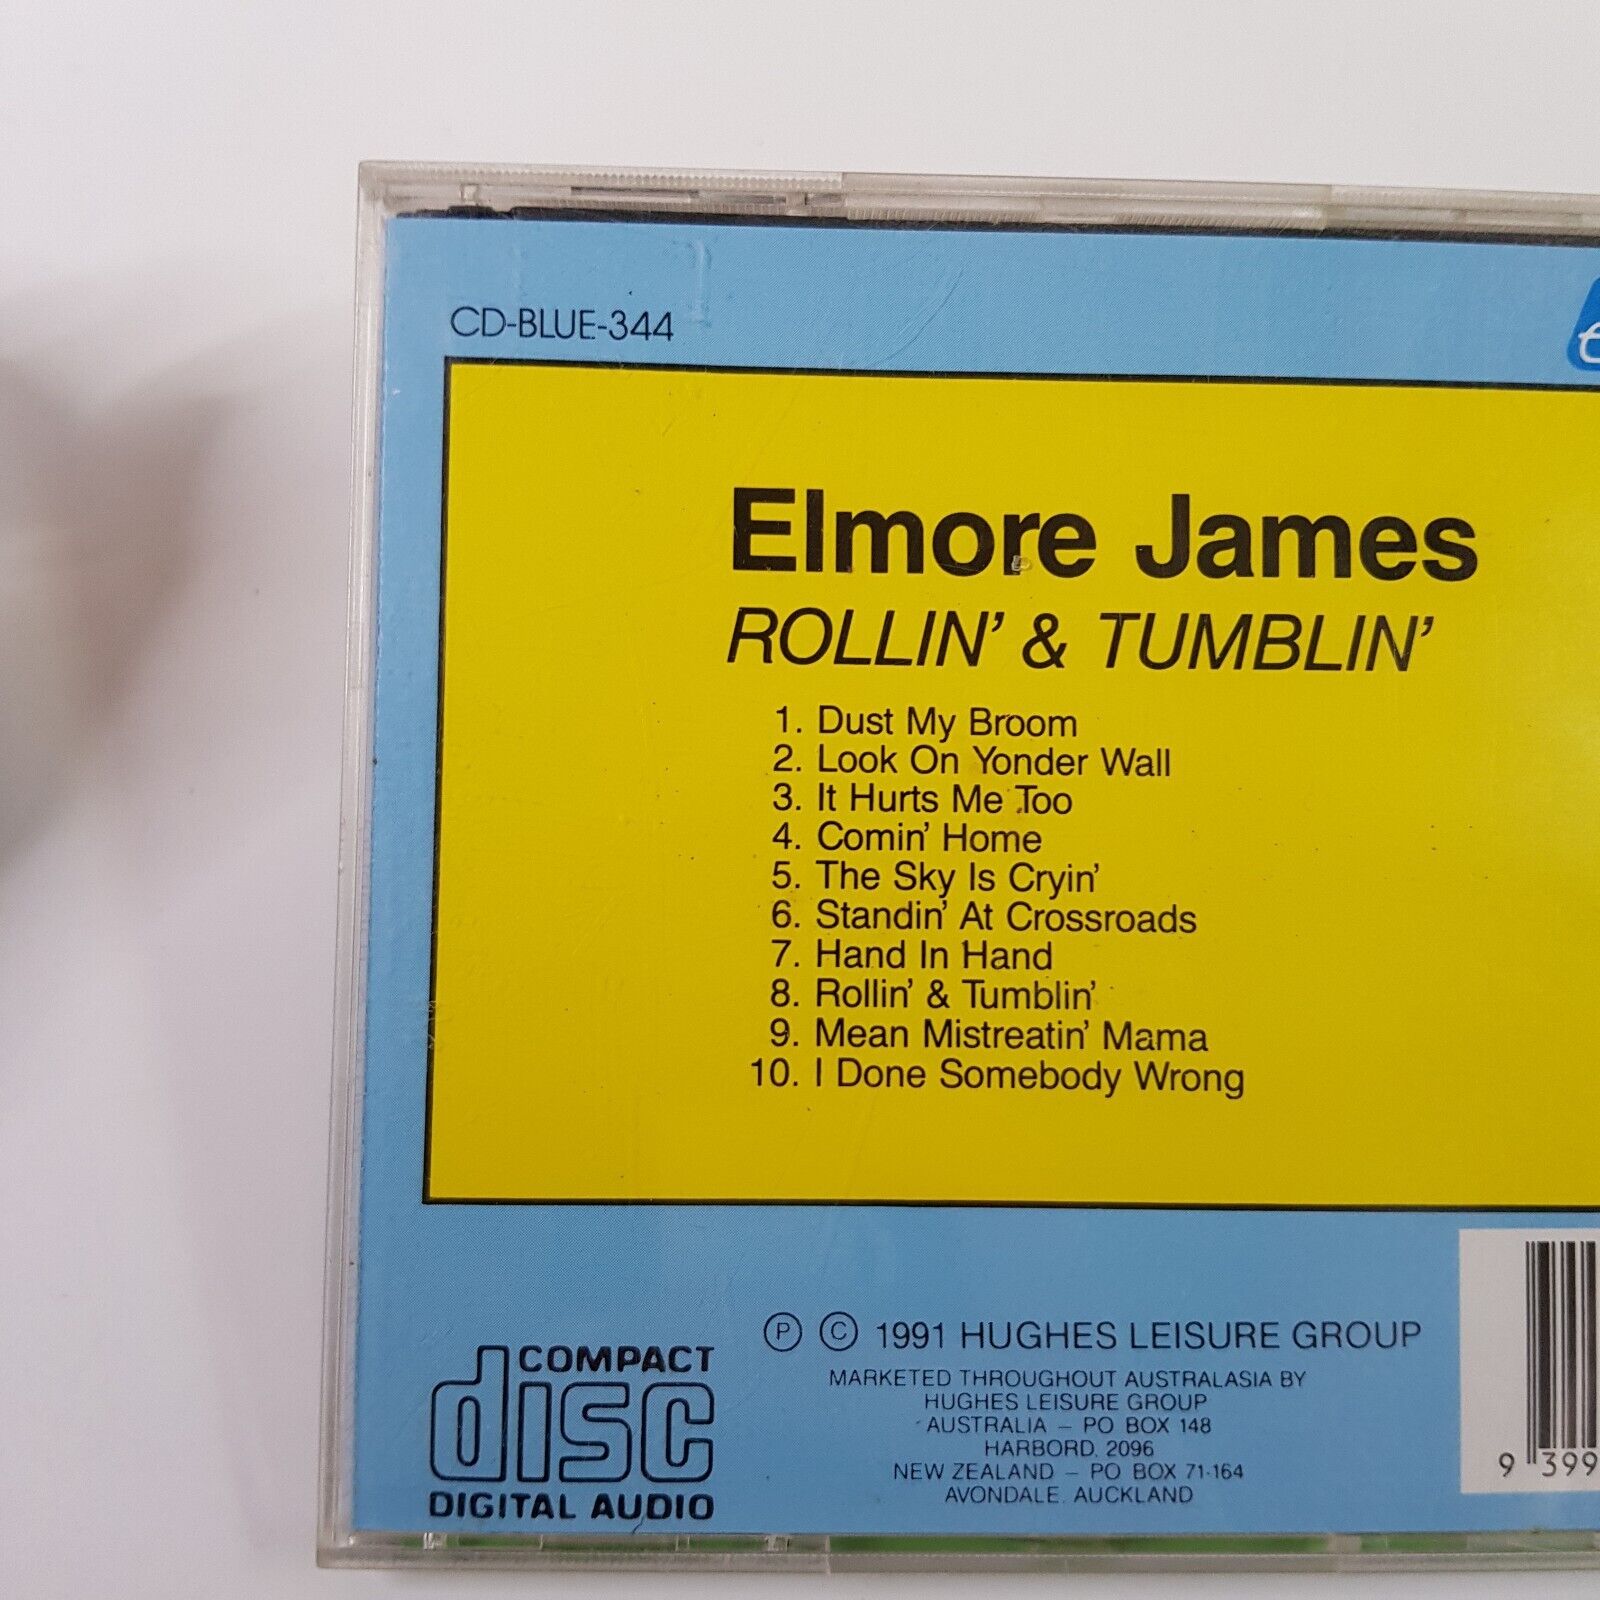 CD-BLUE-344
Elmore James
ROLLIN' & TUMBLIN'
1. Dust My Broom
2. Look On Yonder Wall
3. It Hurts Me Too
4. Comin' Home
5. The Sky Is Cryin'
6. Standin' At Crossroads
7. Hand In Hand
8. Rollin' & Tumblin'
9. Mean Mistreatin' Mama
10. I Done Somebody Wrong
Ⓟ © 1991 HUGHES LEISURE GROUP
MARKETED THROUGHOUT AUSTRALASIA BY
HUGHES LEISURE GROUP
AUSTRALIA – PO BOX 148
HARBORD. 2096
NEW ZEALAND – PO BOX 71-164
AVONDALE. AUCKLAND
COMPACT
disc
DIGITAL AUDIO
9 399